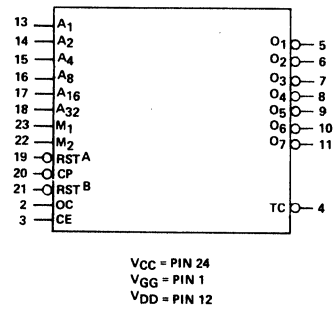 13 A1
14 A2
15 A4
16 A8
17 A16
18 A32
23 M1
22 M2
19 RSTA
20 CP
21 RSTB
2 OC
3 CE
O1 5
O2 6
O3 7
O4 8
O5 9
O6 10
O7 11
TC 4
VCC = PIN 24
VGG = PIN 1
VDD = PIN 12